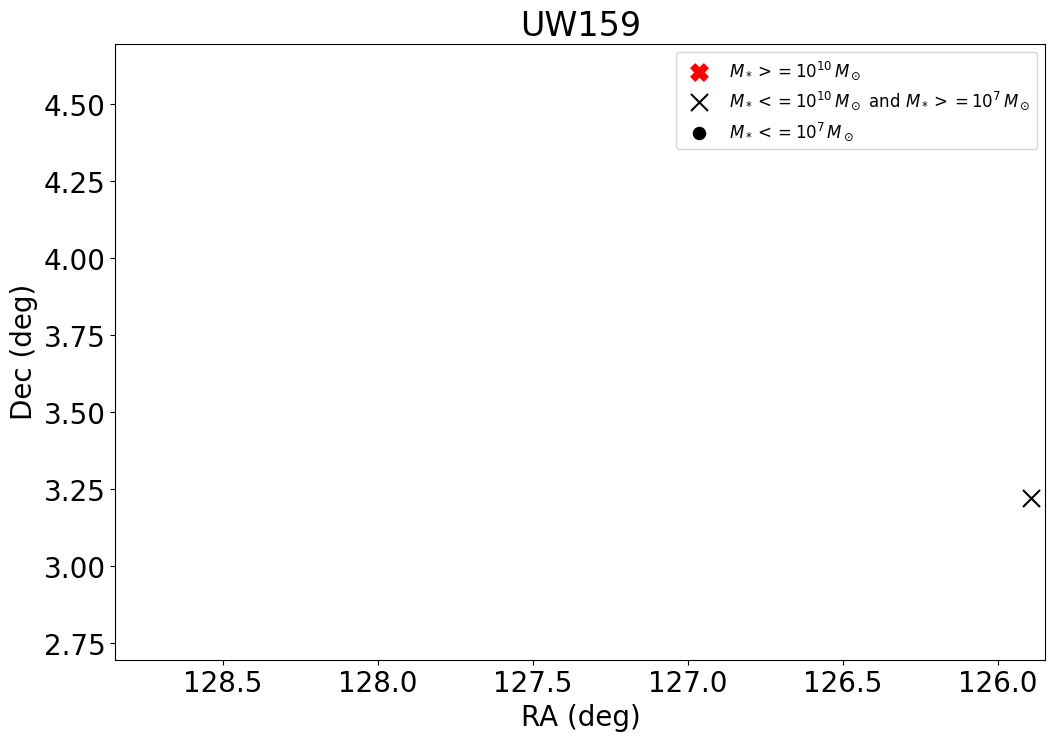 UW159
M* >= 10^10 M⊙
M* <= 10^10 M⊙ and M* >= 10^7 M⊙
M* <= 10^7 M⊙
4.50
4.25
4.00
3.75
3.50
3.25
3.00
2.75
Dec (deg)
128.5 128.0 127.5 127.0 126.5 126.0
RA (deg)